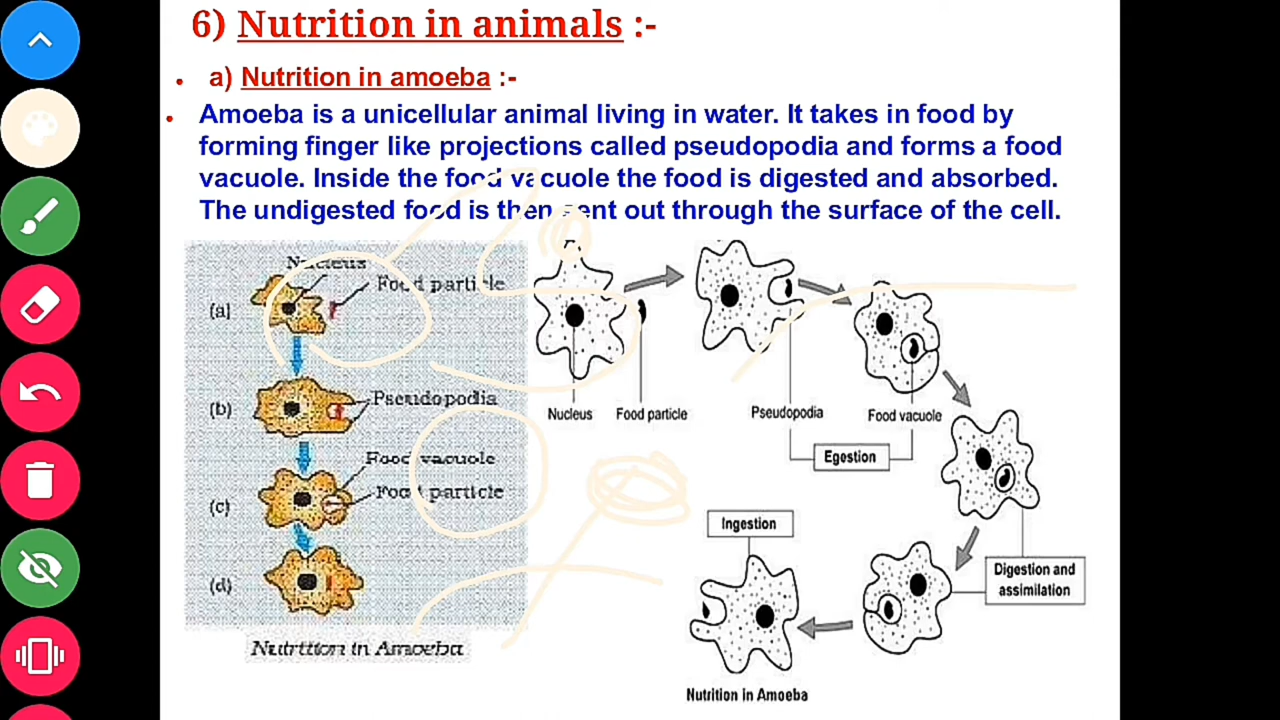 6) Nutrition in animals :-
• a) Nutrition in amoeba :-
• Amoeba is a unicellular animal living in water. It takes in food by
forming finger like projections called pseudopodia and forms a food
vacuole. Inside the food vacuole the food is digested and absorbed.
The undigested food is then sent out through the surface of the cell.
Nucleus
Food particle
(a)
Pseudopodia
(b)
Food vacuole
Food particle
(c)
(d)
Nutrition in Amoeba
Nucleus
Food particle
Pseudopodia
Food vacuole
Egestion
Ingestion
Digestion and
assimilation
Nutrition in Amoeba